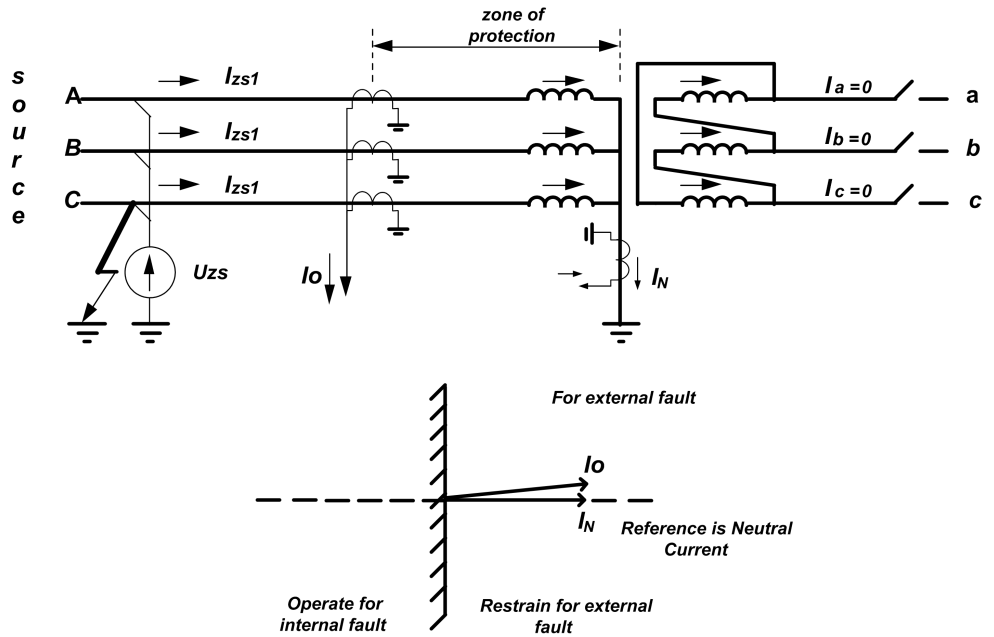 zone of
protection
source
A
Izs1
Ia=0
a
B
Izs1
Ib=0
b
C
Izs1
Ic=0
c
Uzs
Io
IN
For external fault
Io
IN
Reference is Neutral
Current
Operate for
internal fault
Restrain for external
fault